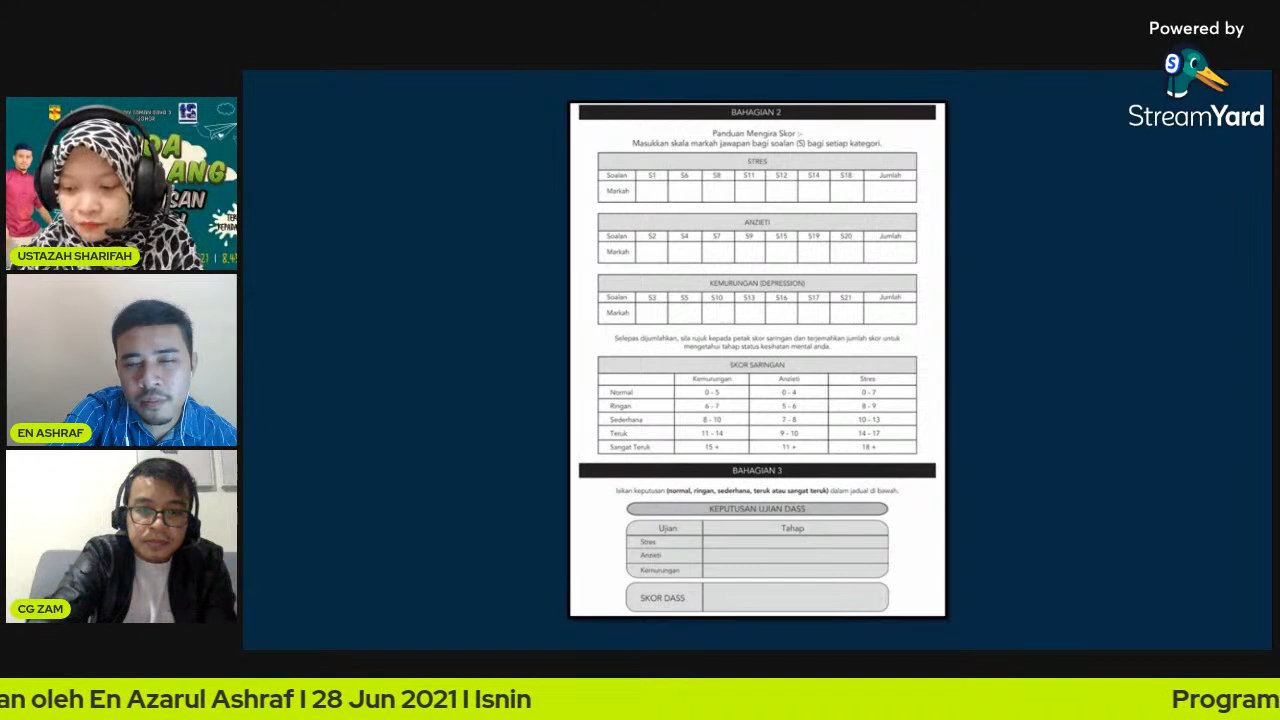 Powered by
StreamYard
TAMAN DAYA 3
JOHOR
USTAZAH SHARIFAH
EN ASHRAF
CG ZAM
BAHAGIAN 2
Panduan Mengira Skor :-
Masukkan skala markah jawapan bagi soalan (S) bagi setiap kategori.
STRES
Soalan S1 S6 S8 S11 S12 S14 S18 Jumlah
Markah
ANZIETI
Soalan S2 S4 S7 S9 S15 S19 S20 Jumlah
Markah
KEMURUNGAN (DEPRESSION)
Soalan S3 S5 S10 S13 S16 S17 S21 Jumlah
Markah
Selepas dijumlahkan, sila rujuk kepada petak skor saringan dan terjemahkan jumlah skor untuk
mengetahui tahap status kesihatan mental anda.
SKOR SARINGAN
Kemurungan Anzieti Stres
Normal 0 - 5 0 - 4 0 - 7
Ringan 6 - 7 5 - 6 8 - 9
Sederhana 8 - 10 7 - 8 10 - 13
Teruk 11 - 14 9 - 10 14 - 17
Sangat Teruk 15 + 11 + 18 +
BAHAGIAN 3
Isikan keputusan (normal, ringan, sederhana, teruk atau sangat teruk) dalam jadual di bawah.
KEPUTUSAN UJIAN DASS
Ujian Tahap
Stres
Anzieti
Kemurungan
SKOR DASS
an oleh En Azarul Ashraf I 28 Jun 2021 I Isnin
Program